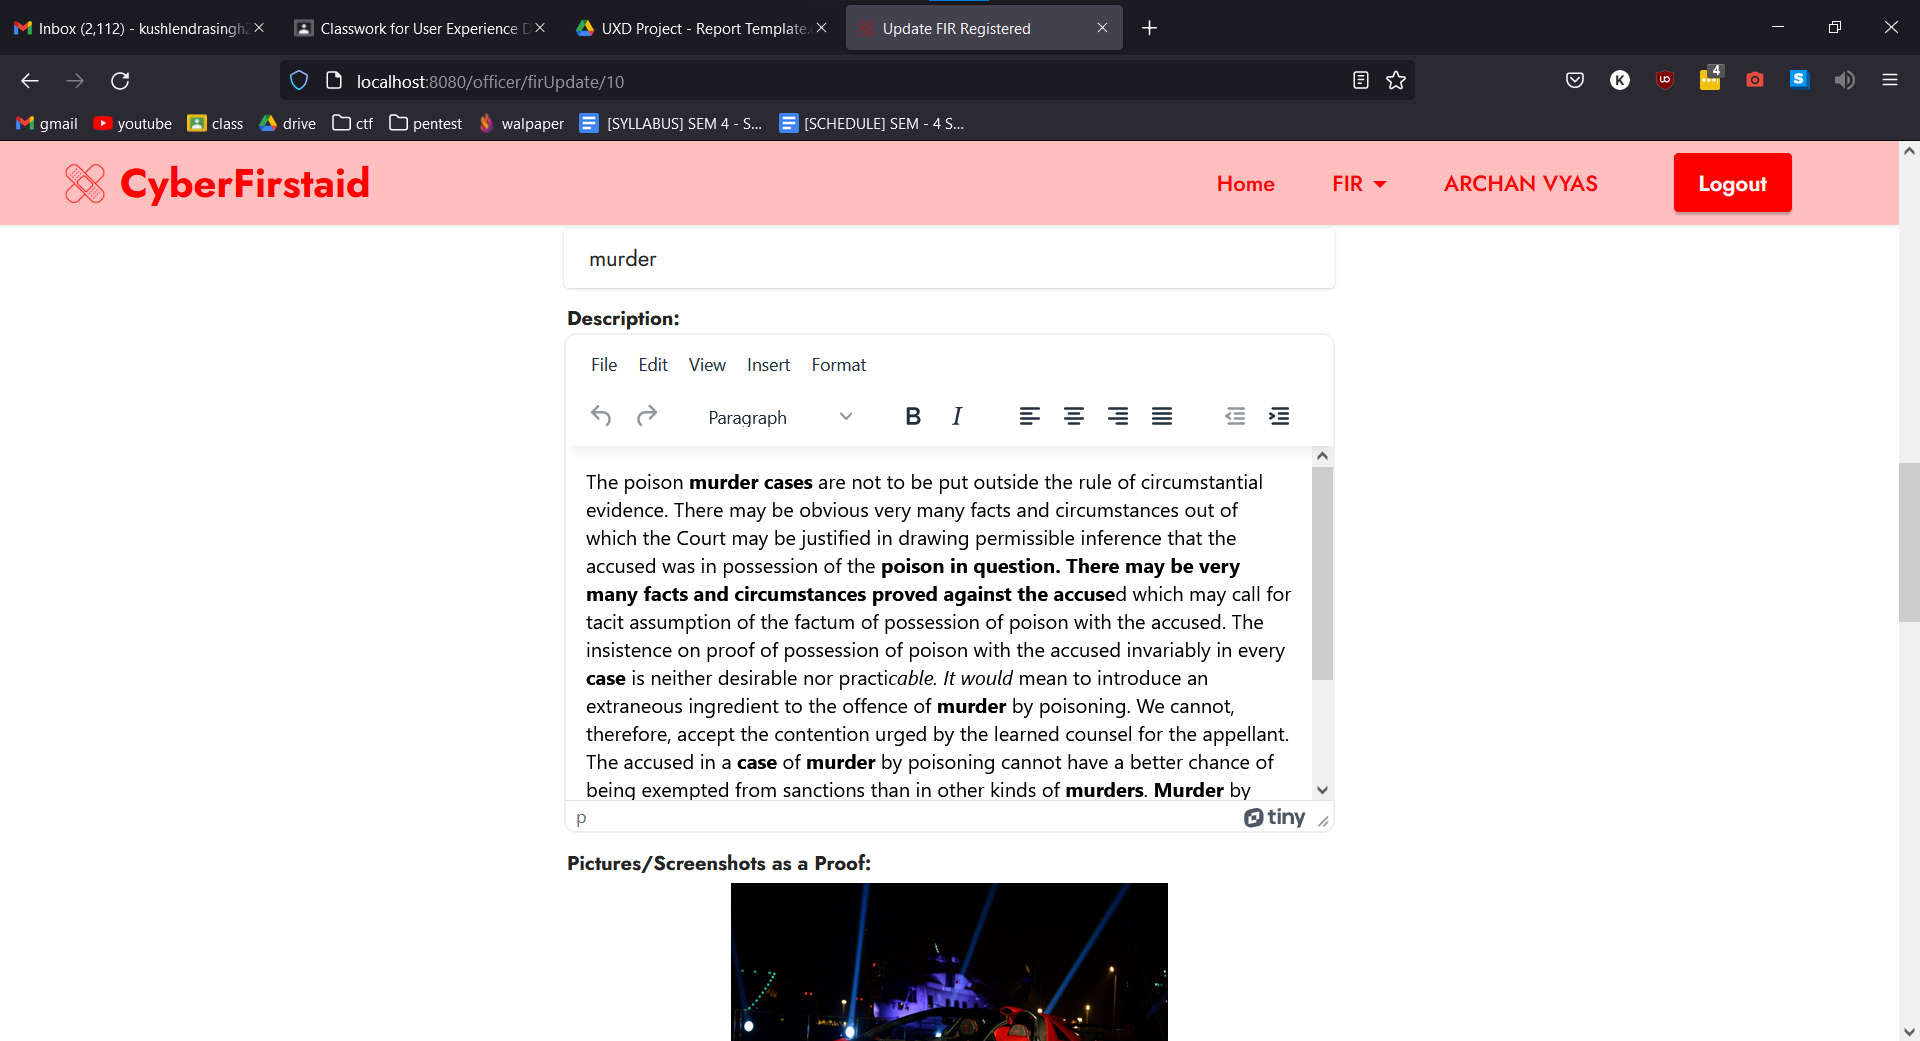 Inbox (2,112) - kushlendrasingh2
Classwork for User Experience D
UXD Project - Report Template.
Update FIR Registered
localhost:8080/officer/firUpdate/10
K
UD
4
S
gmail
youtube
class
drive
ctf
pentest
walpaper
[SYLLABUS] SEM 4 - S...
[SCHEDULE] SEM - 4 S...
CyberFirstaid
Home
FIR
ARCHAN VYAS
Logout
murder
Description:
File Edit View Insert Format
Paragraph
B
I
The poison murder cases are not to be put outside the rule of circumstantial
evidence. There may be obvious very many facts and circumstances out of
which the Court may be justified in drawing permissible inference that the
accused was in possession of the poison in question. There may be very
many facts and circumstances proved against the accused which may call for
tacit assumption of the factum of possession of poison with the accused. The
insistence on proof of possession of poison with the accused invariably in every
case is neither desirable nor practicable. It would mean to introduce an
extraneous ingredient to the offence of murder by poisoning. We cannot,
therefore, accept the contention urged by the learned counsel for the appellant.
The accused in a case of murder by poisoning cannot have a better chance of
being exempted from sanctions than in other kinds of murders. Murder by
p
tiny
Pictures/Screenshots as a Proof: